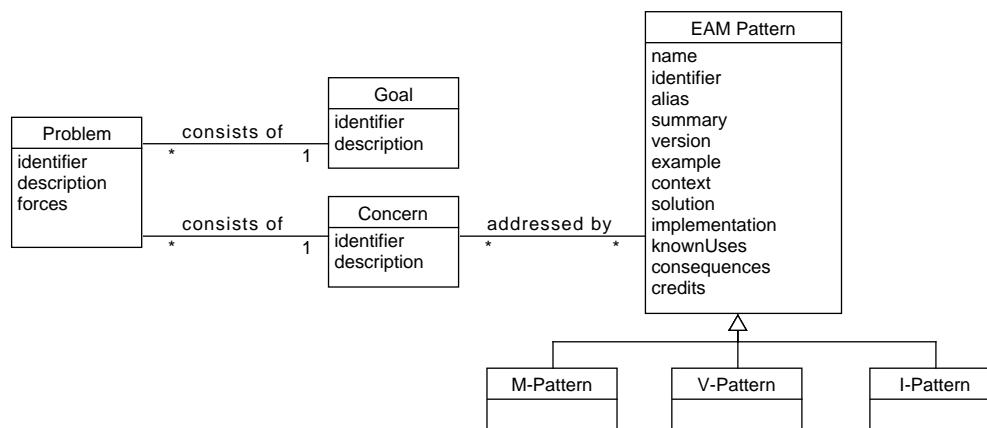 EAM Pattern
name
identifier
alias
summary
version
example
context
solution
implementation
knownUses
consequences
credits
Goal
identifier
description
Problem
identifier
description
forces
consists of
*
1
consists of
*
1
Concern
identifier
description
addressed by
*
*
M-Pattern
V-Pattern
I-Pattern